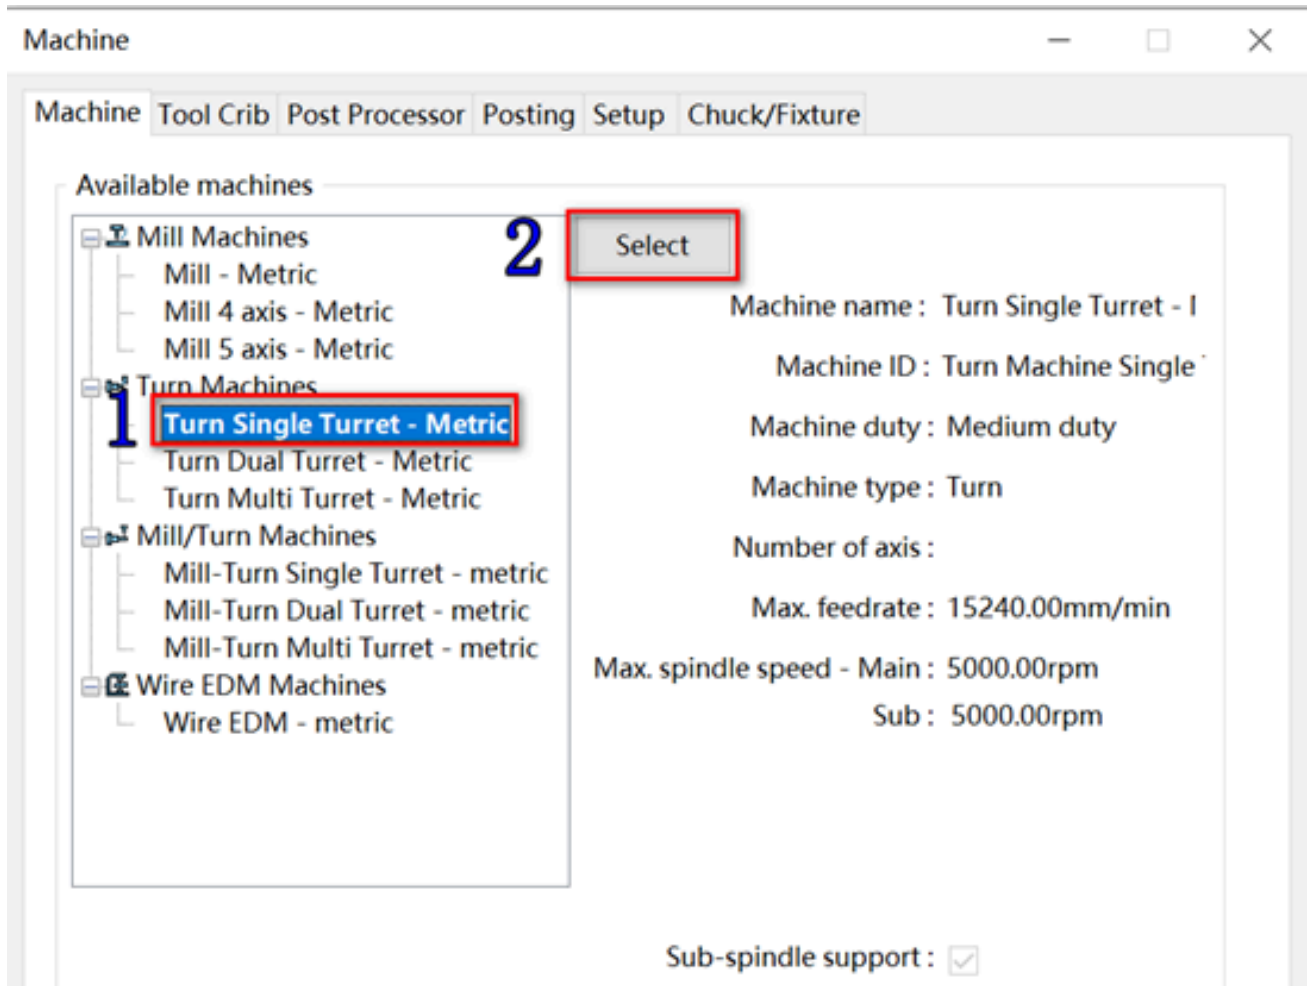 Machine
Machine Tool Crib Post Processor Posting Setup Chuck/Fixture
Available machines
Mill Machines
Mill - Metric
Mill 4 axis - Metric
Mill 5 axis - Metric
Turn Machines
1
Turn Single Turret - Metric
Turn Dual Turret - Metric
Turn Multi Turret - Metric
Mill/Turn Machines
Mill-Turn Single Turret - metric
Mill-Turn Dual Turret - metric
Mill-Turn Multi Turret - metric
Wire EDM Machines
Wire EDM - metric
2
Select
Machine name : Turn Single Turret -
Machine ID : Turn Machine Single
Machine duty : Medium duty
Machine type : Turn
Number of axis :
Max. feedrate : 15240.00mm/min
Max. spindle speed - Main : 5000.00rpm
Sub : 5000.00rpm
Sub-spindle support :